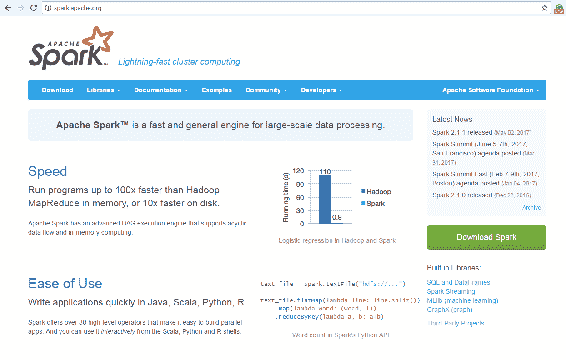 spark.apache.org
APACHE
Spark™ Lightning-fast cluster computing
Download Libraries Documentation Examples Community Developers Apache Software Foundation
Apache Spark™ is a fast and general engine for large-scale data processing.
Speed
Run programs up to 100x faster than Hadoop
MapReduce in memory, or 10x faster on disk.
Apache Spark has an advanced DAG execution engine that supports acyclic
data flow and in-memory computing.
Running time (s)
120
90
60
30
0
110
0.9
Hadoop
Spark
Logistic regression in Hadoop and Spark
Ease of Use
Write applications quickly in Java, Scala, Python, R.
Spark offers over 80 high-level operators that make it easy to build parallel
apps. And you can use it interactively from the Scala, Python and R shells.
text_file = spark.textFile("hdfs://...")
text_file.flatMap(lambda line: line.split())
.map(lambda word: (word, 1))
.reduceByKey(lambda a, b: a+b)
Word count in Spark's Python API
Latest News
Spark 2.1.1 released (May 02, 2017)
Spark Summit (June 5-7th, 2017,
San Francisco) agenda posted (Mar
31, 2017)
Spark Summit East (Feb 7-9th, 2017,
Boston) agenda posted (Jan 04, 2017)
Spark 2.1.0 released
Archive
Download Spark
Built-in Libraries:
SQL and DataFrames
Spark Streaming
MLlib (machine learning)
GraphX (graph)
Third-Party Projects